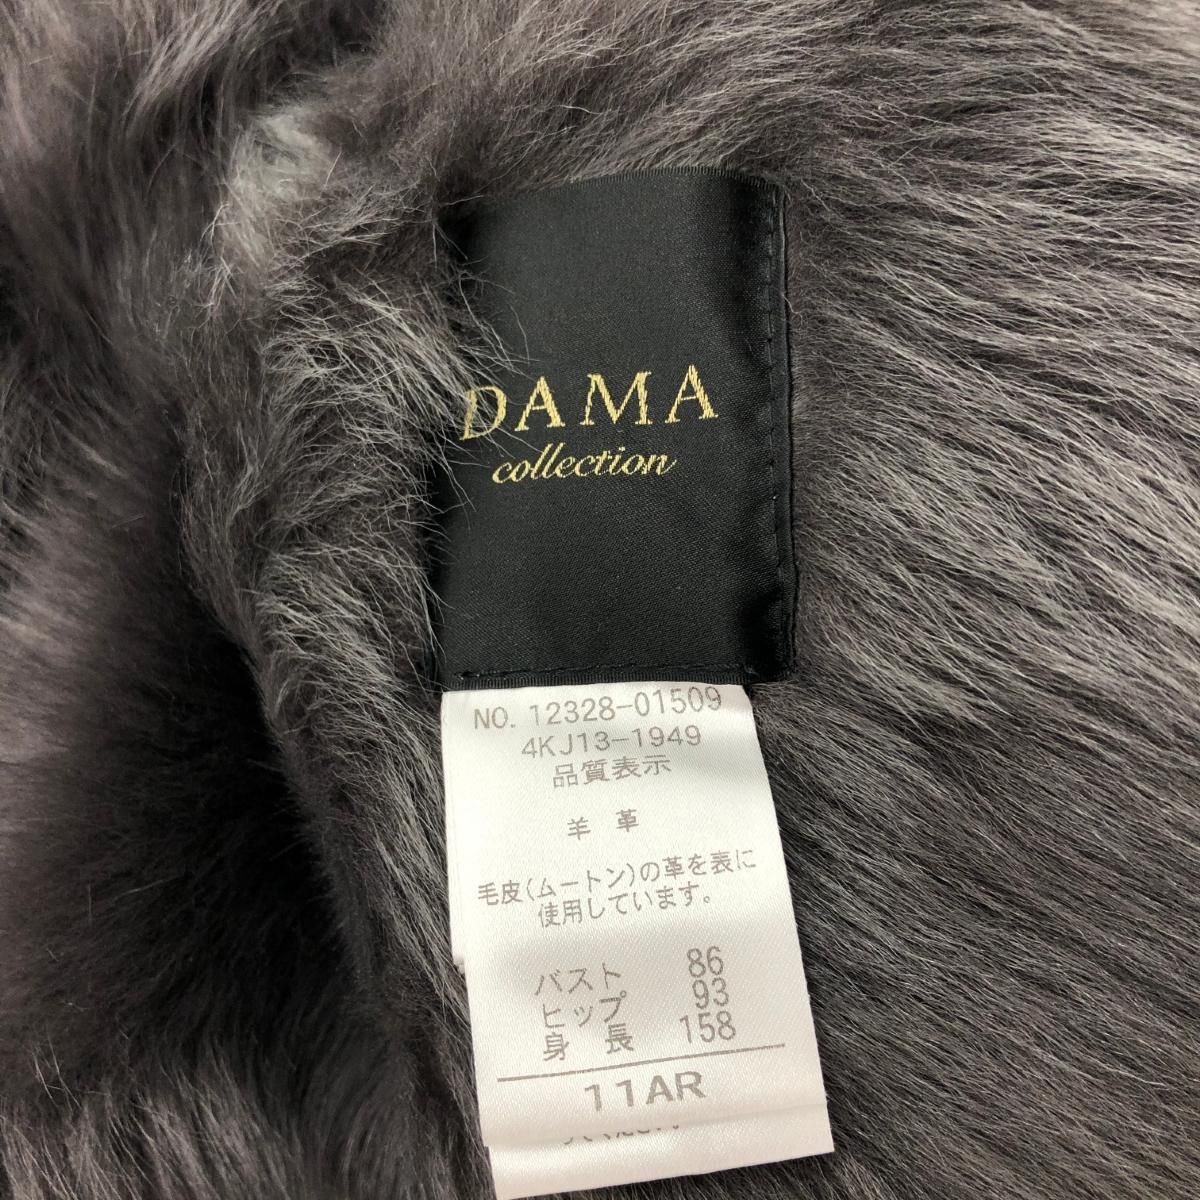 DAMA
collection
NO. 12328-01509
4KJ13-1949
品質表示
羊 革
毛皮(ムートン)の革を表に
使用しています。
バスト 86
ヒップ 93
身 長 158
11AR